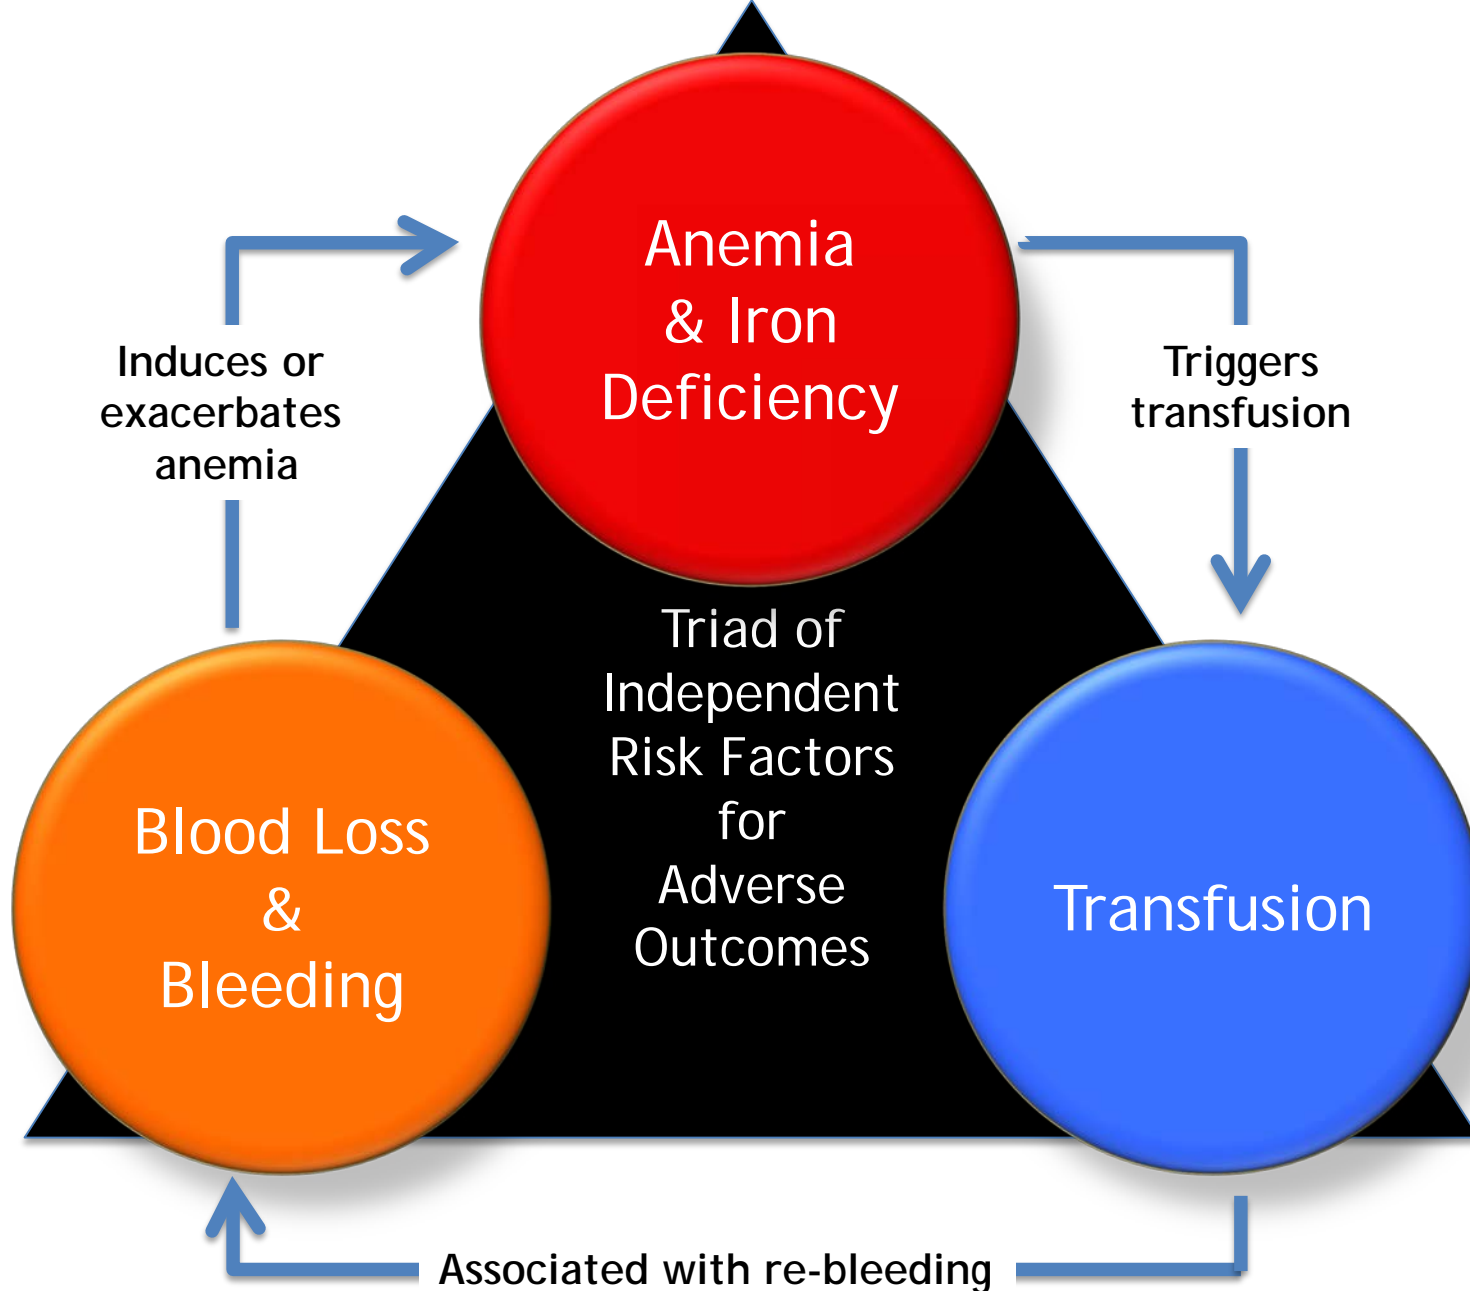 Anemia
& Iron
Deficiency
Induces or
exacerbates
anemia
Triggers
transfusion
Triad of
Independent
Risk Factors
for
Adverse
Outcomes
Blood Loss
&
Bleeding
Transfusion
Associated with re-bleeding